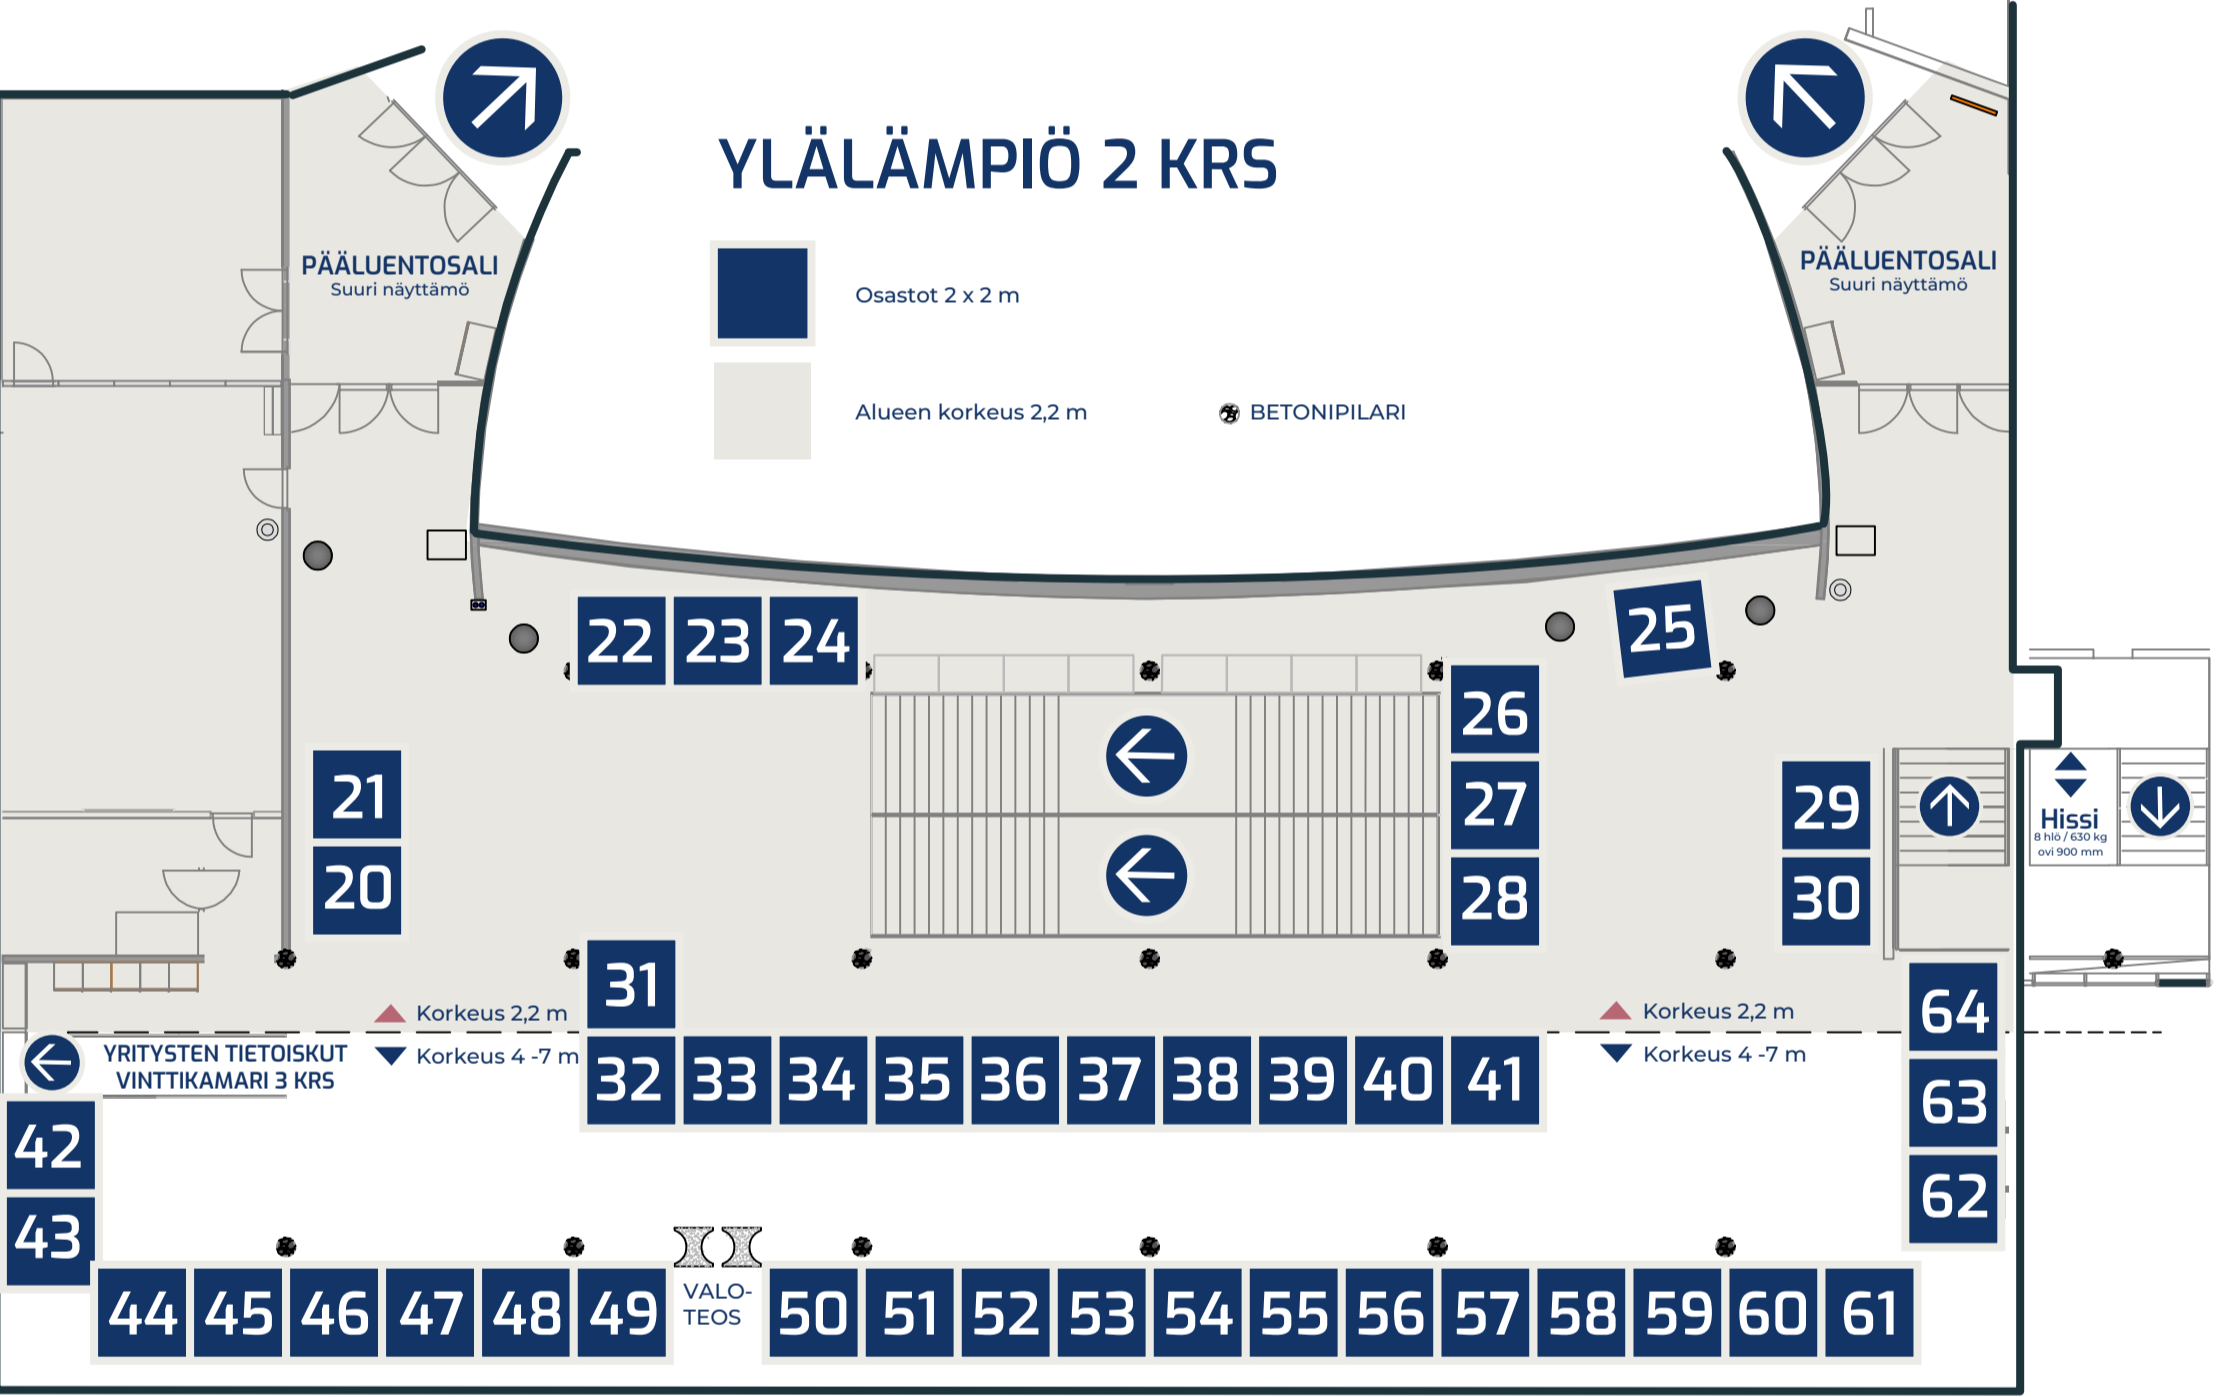 YLÄLÄMPIÖ 2 KRS
PÄÄLUENTOSALI
Suuri näyttämö
PÄÄLUENTOSALI
Suuri näyttämö
Osastot 2 x 2 m
Alueen korkeus 2,2 m
BETONIPILARI
22 23 24
25
26
27
28
21
20
29
30
Hissi
8 hlö / 630 kg
ovi 900 mm
31
Korkeus 2,2 m
Korkeus 4 -7 m
Korkeus 2,2 m
Korkeus 4 -7 m
YRITYSTEN TIETOISKUT
VINTTIKAMARI 3 KRS
32 33 34 35 36 37 38 39 40 41
64
63
62
42
43
44 45 46 47 48 49
VALO-
TEOS
50 51 52 53 54 55 56 57 58 59 60 61